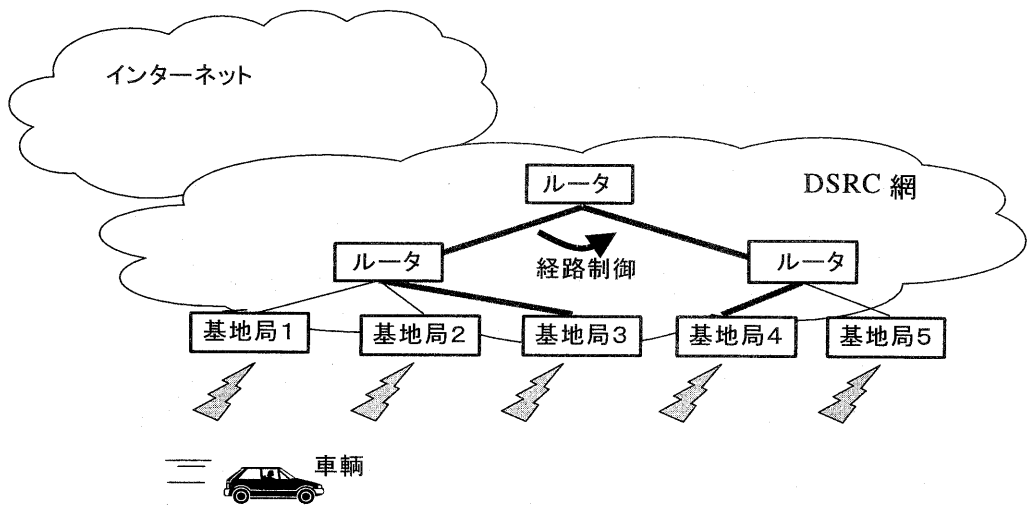 インターネット
ルータ
DSRC 網
ルータ
経路制御
ルータ
基地局1
基地局2
基地局3
基地局4
基地局5
車輌